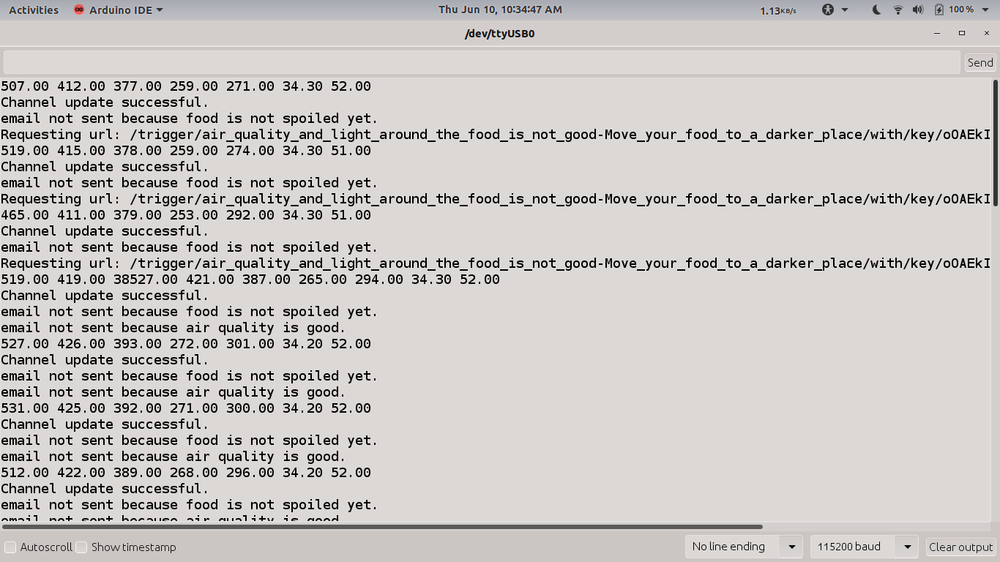 Activities Arduino IDE Thu Jun 10, 10:34:47 AM 1.13KB/s 100 %
/dev/ttyUSB0
Send
507.00 412.00 377.00 259.00 271.00 34.30 52.00
Channel update successful.
email not sent because food is not spoiled yet.
Requesting url: /trigger/air_quality_and_light_around_the_food_is_not_good-Move_your_food_to_a_darker_place/with/key/oOAEkI
519.00 415.00 378.00 259.00 274.00 34.30 51.00
Channel update successful.
email not sent because food is not spoiled yet.
Requesting url: /trigger/air_quality_and_light_around_the_food_is_not_good-Move_your_food_to_a_darker_place/with/key/oOAEkI
465.00 411.00 379.00 253.00 292.00 34.30 51.00
Channel update successful.
email not sent because food is not spoiled yet.
Requesting url: /trigger/air_quality_and_light_around_the_food_is_not_good-Move_your_food_to_a_darker_place/with/key/oOAEkI
519.00 419.00 38527.00 421.00 387.00 265.00 294.00 34.30 52.00
Channel update successful.
email not sent because food is not spoiled yet.
email not sent because air quality is good.
527.00 426.00 393.00 272.00 301.00 34.20 52.00
Channel update successful.
email not sent because food is not spoiled yet.
email not sent because air quality is good.
531.00 425.00 392.00 271.00 300.00 34.20 52.00
Channel update successful.
email not sent because food is not spoiled yet.
email not sent because air quality is good.
512.00 422.00 389.00 268.00 296.00 34.20 52.00
Channel update successful.
email not sent because food is not spoiled yet.
email not sent because air quality is good.
Autoscroll Show timestamp No line ending 115200 baud Clear output